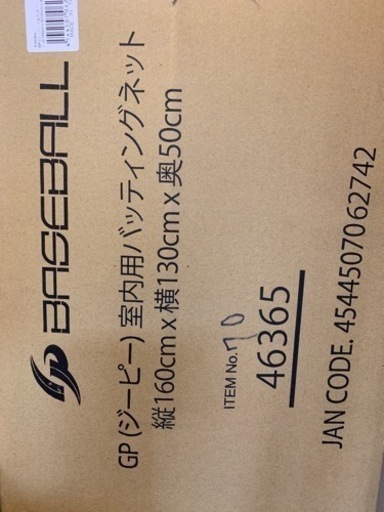 BASEBALL
GP (ジーピー) 室内用バッティングネット
縦160cm x 横130cm x 奥50cm
ITEM No. 70
46365
JAN CODE. 4544507062742